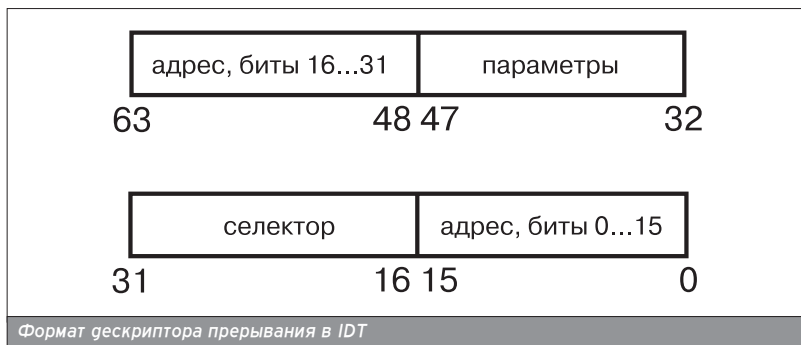 адрес, биты 16...31 параметры
63 48 47 32
селектор адрес, биты 0...15
31 16 15 0
Формат дескриптора прерывания в IDT